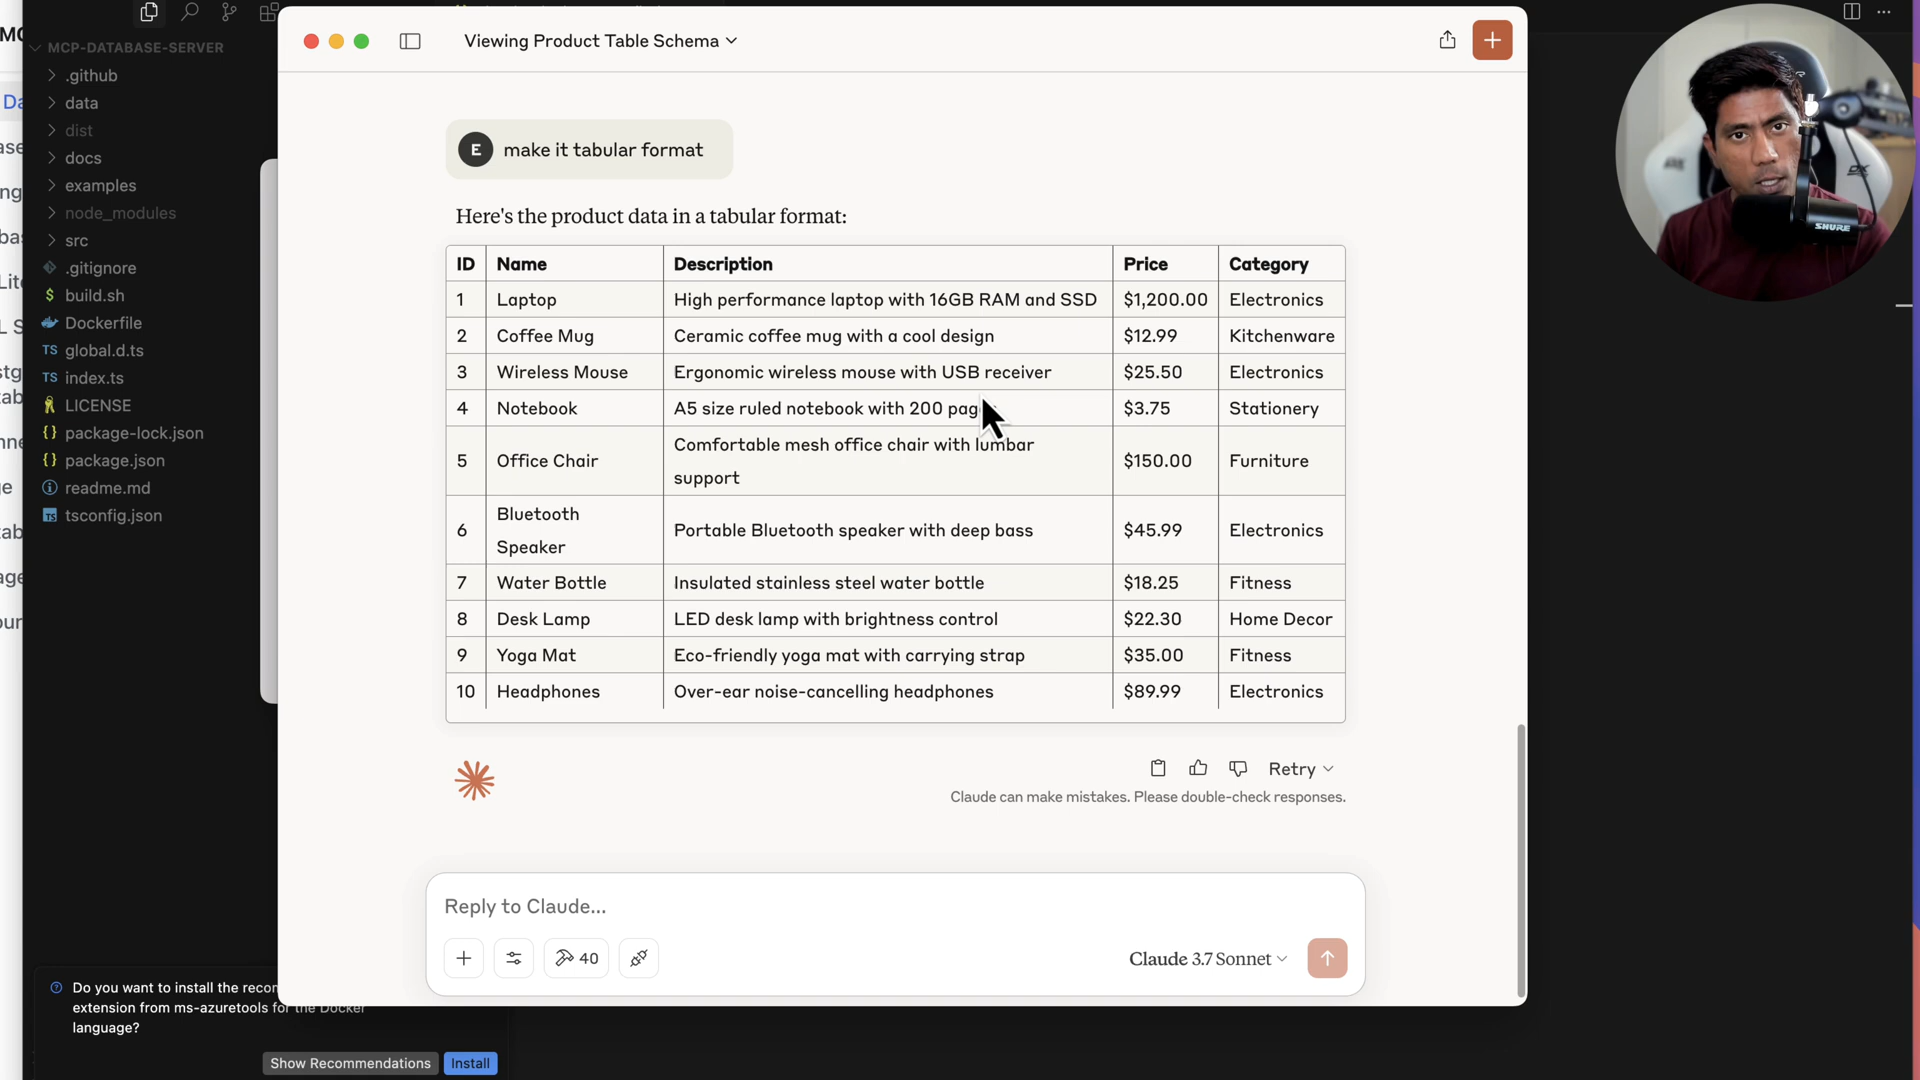 MCP-DATABASE-SERVER
.github
data
dist
docs
examples
node_modules
src
.gitignore
$ build.sh
Dockerfile
TS global.d.ts
TS index.ts
LICENSE
{} package-lock.json
{} package.json
readme.md
TS tsconfig.json
Do you want to install the recon
extension from ms-azuretools for the Docker
language?
Show Recommendations Install
Viewing Product Table Schema
E make it tabular format
Here's the product data in a tabular format:
ID Name Description Price Category
1 Laptop High performance laptop with 16GB RAM and SSD $1,200.00 Electronics
2 Coffee Mug Ceramic coffee mug with a cool design $12.99 Kitchenware
3 Wireless Mouse Ergonomic wireless mouse with USB receiver $25.50 Electronics
4 Notebook A5 size ruled notebook with 200 pag $3.75 Stationery
5 Office Chair Comfortable mesh office chair with lumbar
support $150.00 Furniture
6 Bluetooth
Speaker Portable Bluetooth speaker with deep bass $45.99 Electronics
7 Water Bottle Insulated stainless steel water bottle $18.25 Fitness
8 Desk Lamp LED desk lamp with brightness control $22.30 Home Decor
9 Yoga Mat Eco-friendly yoga mat with carrying strap $35.00 Fitness
10 Headphones Over-ear noise-cancelling headphones $89.99 Electronics
Retry
Claude can make mistakes. Please double-check responses.
Reply to Claude...
40
Claude 3.7 Sonnet
SHURE